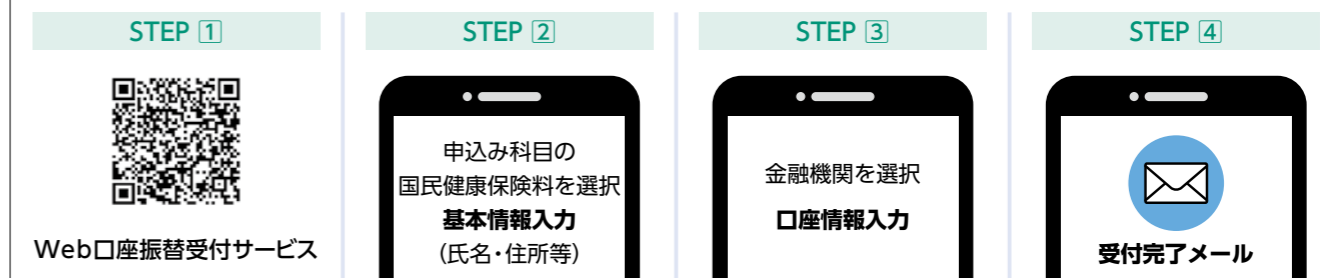 STEP 1
Web口座振替受付サービス
STEP 2
申込み科目の
国民健康保険料を選択
基本情報入力
(氏名・住所等)
STEP 3
金融機関を選択
口座情報入力
STEP 4
受付完了メール